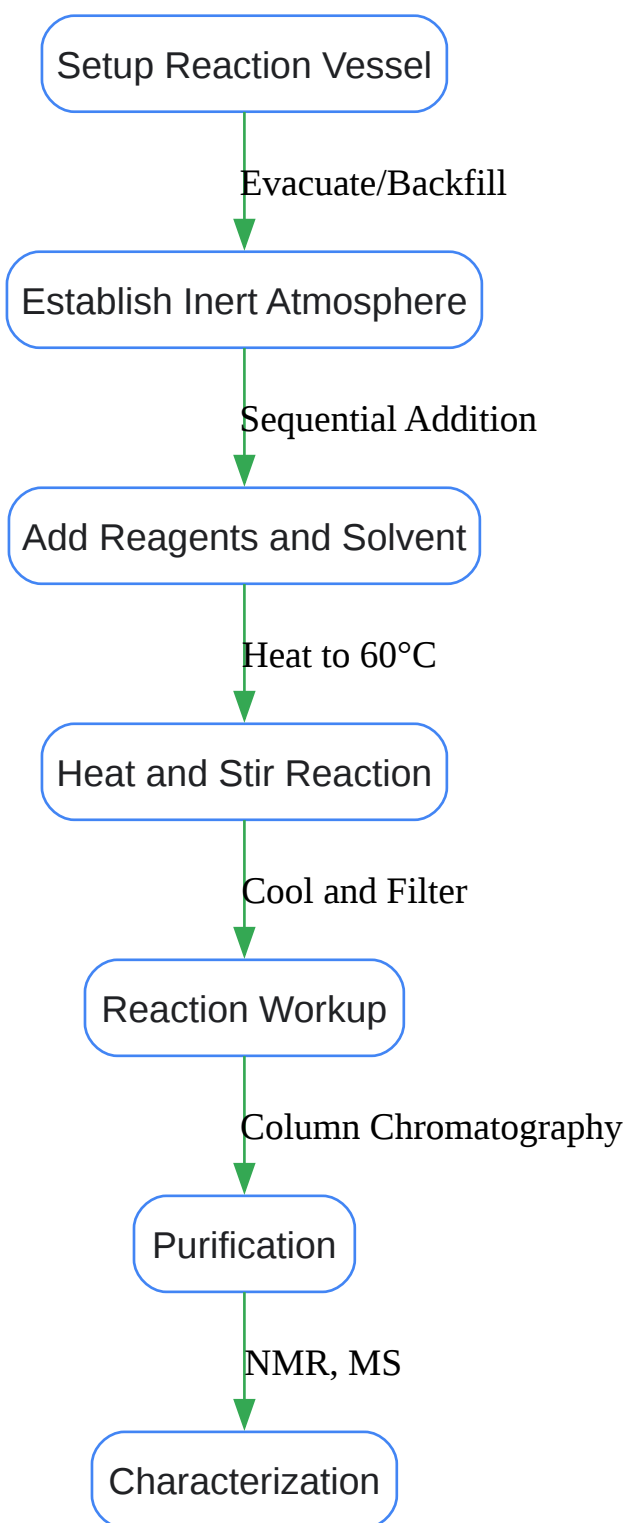 Setup Reaction Vessel
Evacuate/Backfill
Establish Inert Atmosphere
Sequential Addition
Add Reagents and Solvent
Heat to 60°C
Heat and Stir Reaction
Cool and Filter
Reaction Workup
Column Chromatography
Purification
NMR, MS
Characterization